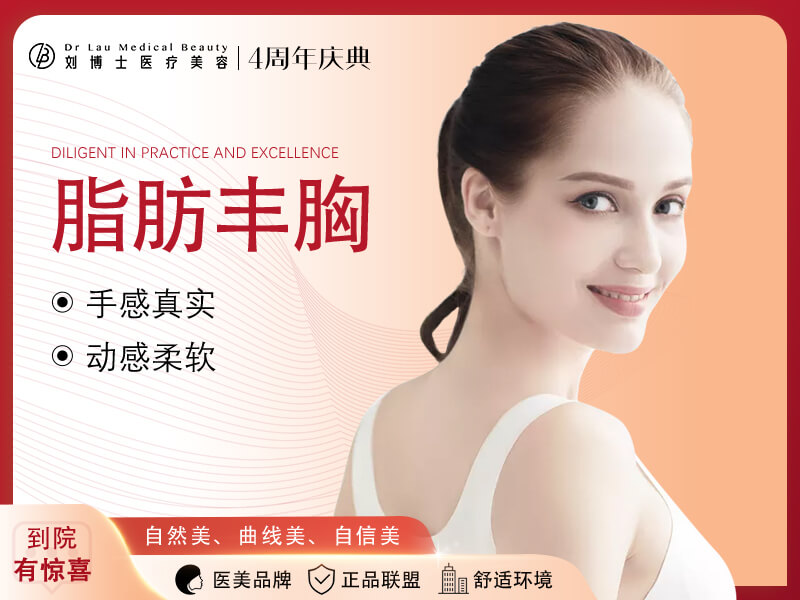 Dr Lau Medical Beauty
刘博士医疗美容
4周年庆典
DILIGENT IN PRACTICE AND EXCELLENCE
脂肪丰胸
手感真实
动感柔软
到院
有惊喜
自然美、曲线美、自信美
医美品牌 正品联盟 舒适环境